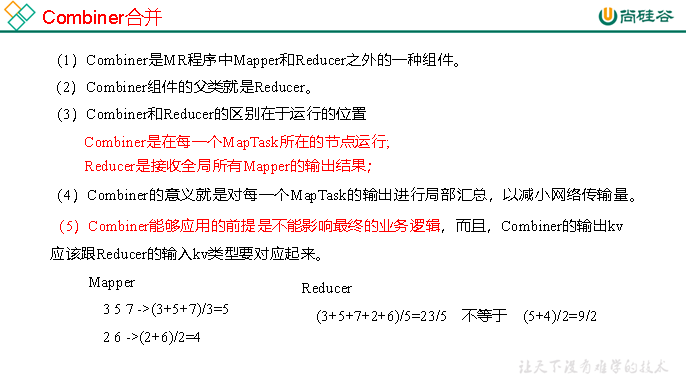 Combiner合并
尚硅谷
(1) Combiner是MR程序中Mapper和Reducer之外的一种组件。
(2) Combiner组件的父类就是Reducer。
(3) Combiner和Reducer的区别在于运行的位置
Combiner是在每一个MapTask所在的节点运行;
Reducer是接收全局所有Mapper的输出结果;
(4) Combiner的意义就是对每一个MapTask的输出进行局部汇总，以减小网络传输量。
(5) Combiner能够应用的前提是不能影响最终的业务逻辑，而且，Combiner的输出kv
应该跟Reducer的输入kv类型要对应起来。
Mapper
3 5 7 ->(3+5+7)/3=5
2 6 ->(2+6)/2=4
Reducer
(3+5+7+2+6)/5=23/5 不等于 (5+4)/2=9/2
让天下没有难学的技术